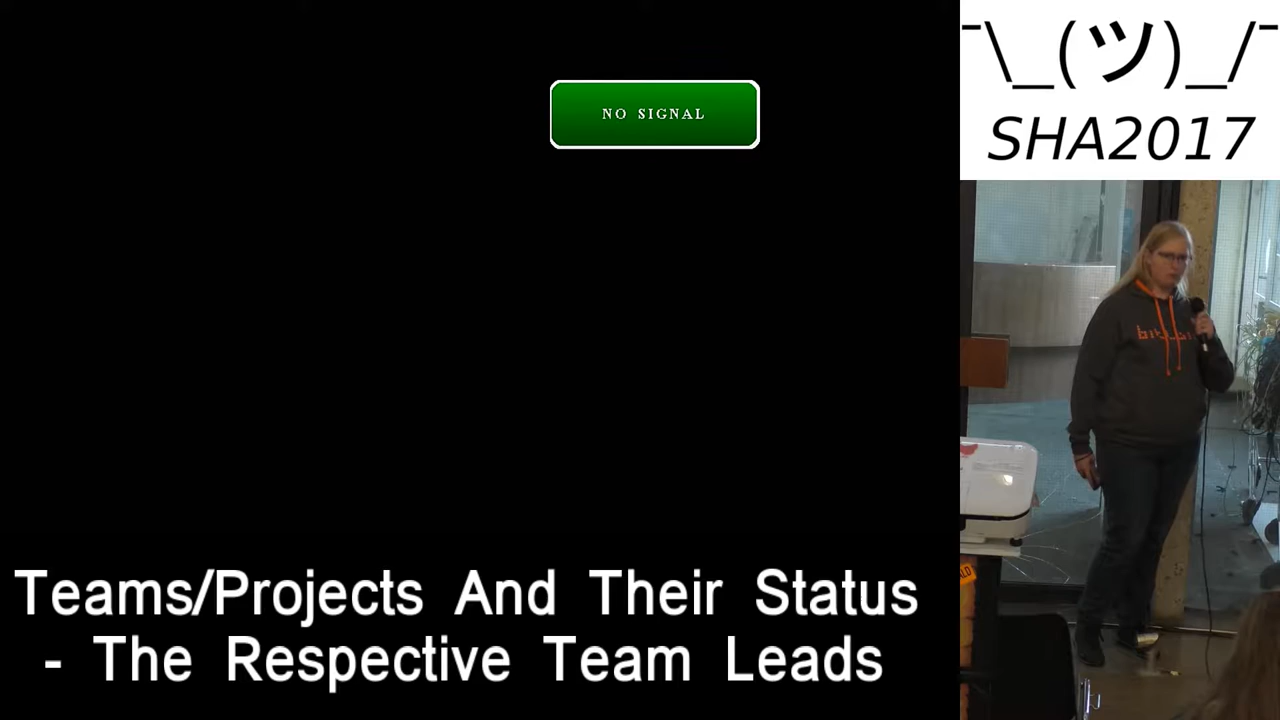 NO SIGNAL
¯\_(ツ)_/¯
SHA2017
Teams/Projects And Their Status
- The Respective Team Leads